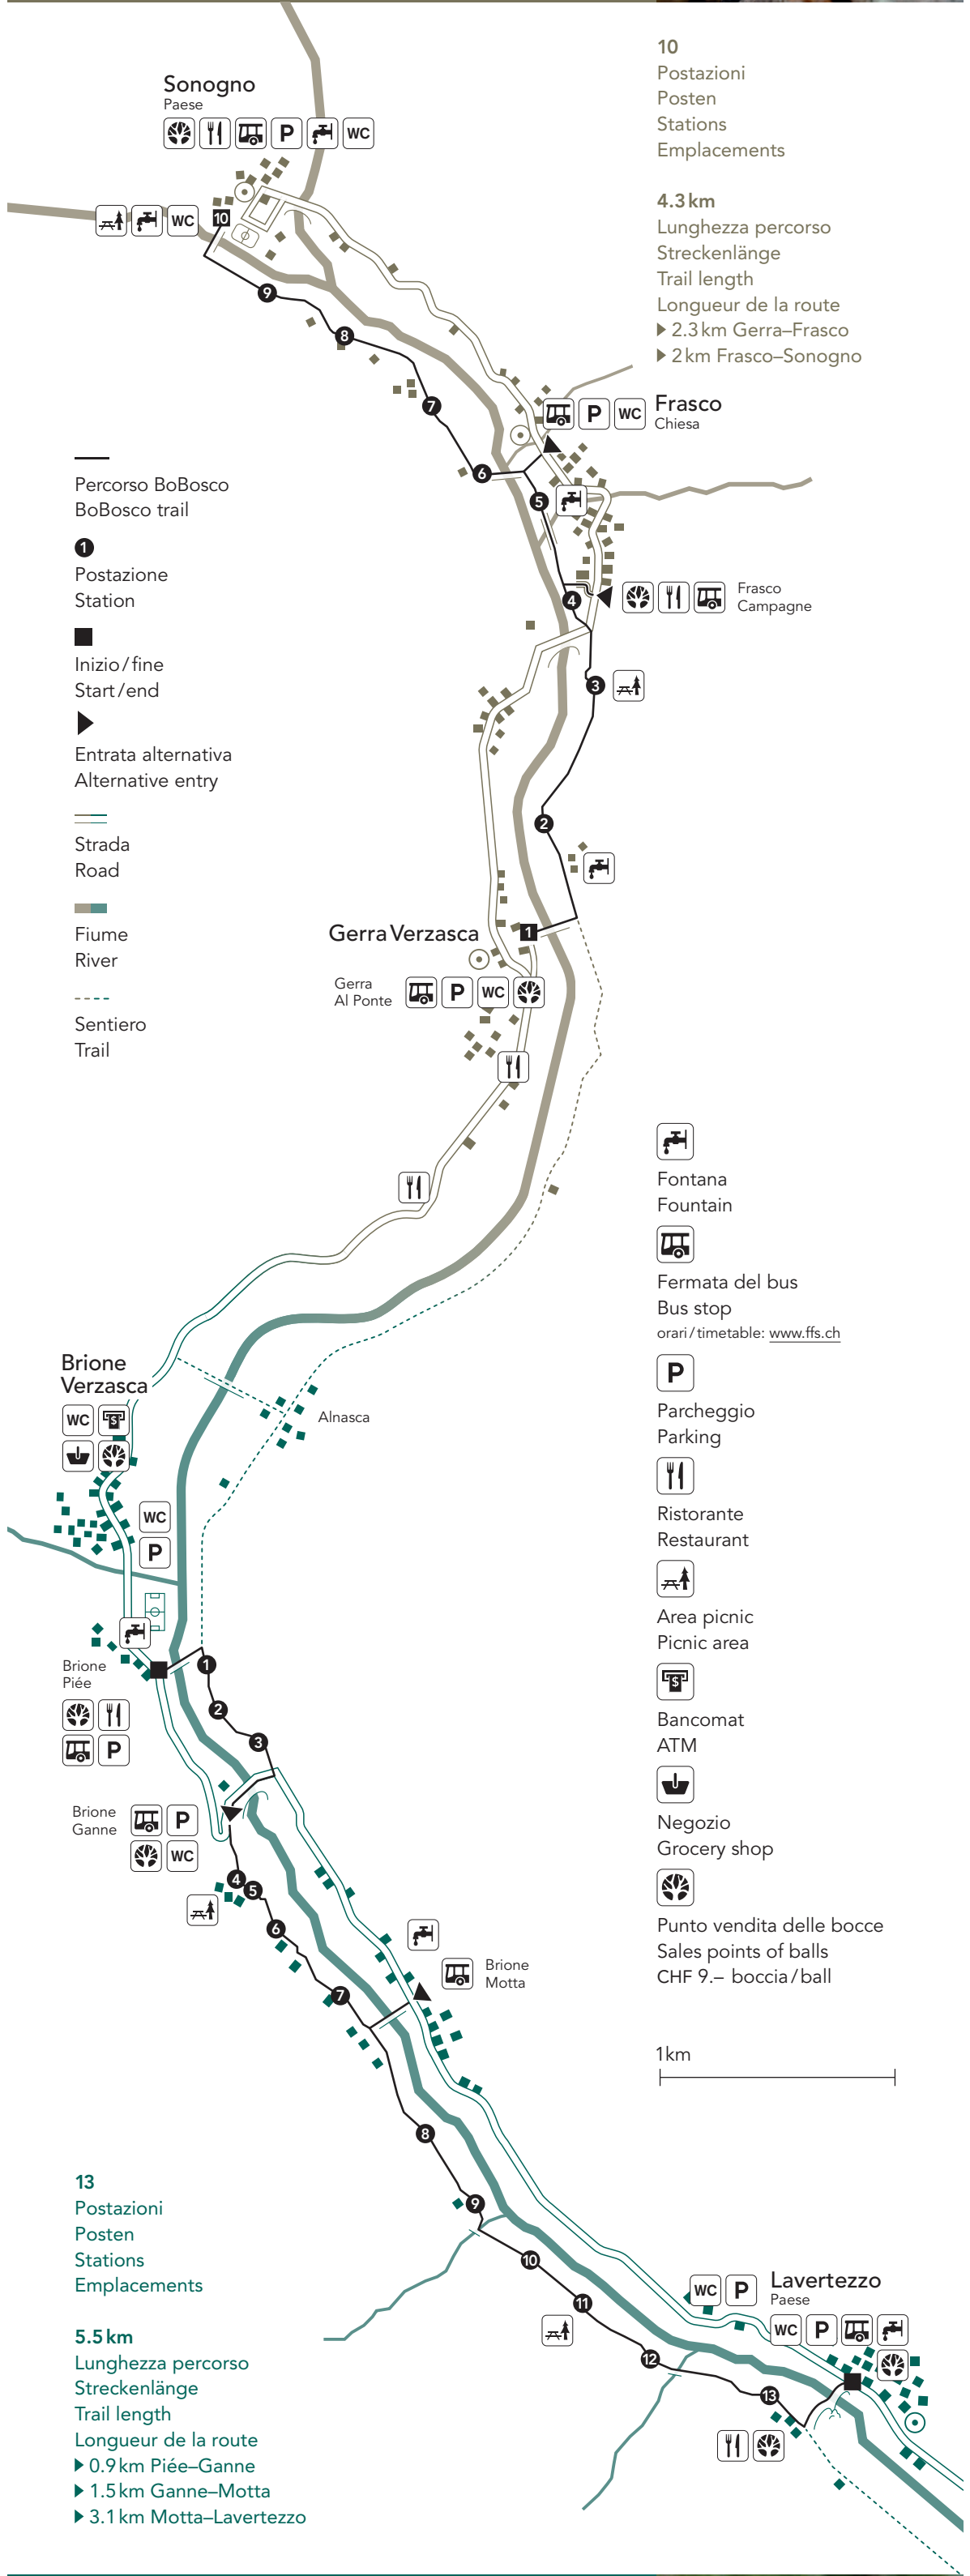 10
Postazioni
Posten
Stations
Emplacements
4.3 km
Lunghezza percorso
Streckenlänge
Trail length
Longueur de la route
2.3 km Gerra–Frasco
2 km Frasco–Sonogno
Sonogno
Paese
P
WC
WC
10
9
8
7
6
5
4
3
2
1
P
WC
Frasco
Chiesa
Frasco
Campagne
Percorso BoBosco
BoBosco trail
1
Postazione
Station
Inizio / fine
Start / end
Entrata alternativa
Alternative entry
Strada
Road
Fiume
River
Sentiero
Trail
Gerra Verzasca
Gerra
Al Ponte
P
WC
Fontana
Fountain
Fermata del bus
Bus stop
orari / timetable: www.ffs.ch
P
Parcheggio
Parking
Ristorante
Restaurant
Area picnic
Picnic area
$
Bancomat
ATM
Negozio
Grocery shop
Punto vendita delle bocce
Sales points of balls
CHF 9.– boccia / ball
1 km
Brione
Verzasca
WC
$
Alnasca
WC
P
Brione
Piée
P
1
2
3
Brione
Ganne
P
WC
4
5
6
7
Brione
Motta
8
9
10
11
12
13
WC
P
Lavertezzo
Paese
WC
P
13
Postazioni
Posten
Stations
Emplacements
5.5 km
Lunghezza percorso
Streckenlänge
Trail length
Longueur de la route
0.9 km Piée–Ganne
1.5 km Ganne–Motta
3.1 km Motta–Lavertezzo